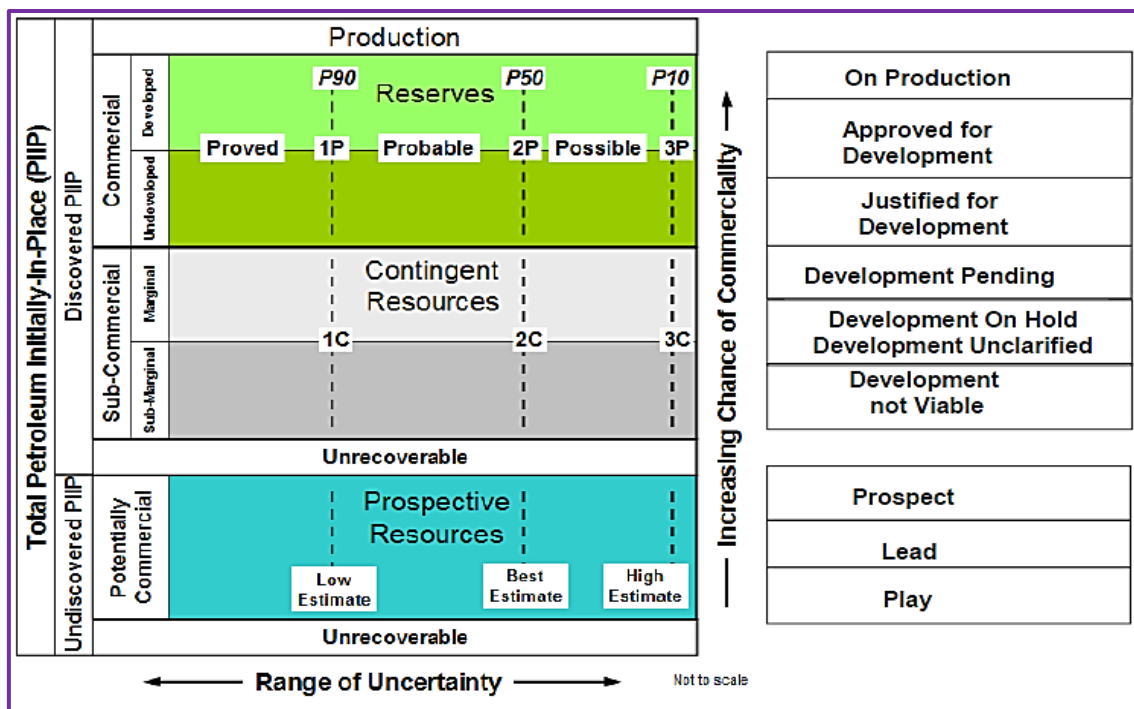 Total Petroleum Initially-In-Place (PIIP)
Discovered PIIP
Undiscovered PIIP
Commercial
Sub-Commercial
Potentially
Commercial
Developed
Undeveloped
Marginal
Sub-Marginal
Production
P90 P50 P10
Reserves
Proved 1P Probable 2P Possible 3P
Contingent
Resources
1C 2C 3C
Unrecoverable
Prospective
Resources
Low
Estimate
Best
Estimate
High
Estimate
Unrecoverable
Range of Uncertainty
Not to scale
Increasing Chance of Commerciality
On Production
Approved for
Development
Justified for
Development
Development Pending
Development On Hold
Development Unclarified
Development
not Viable
Prospect
Lead
Play